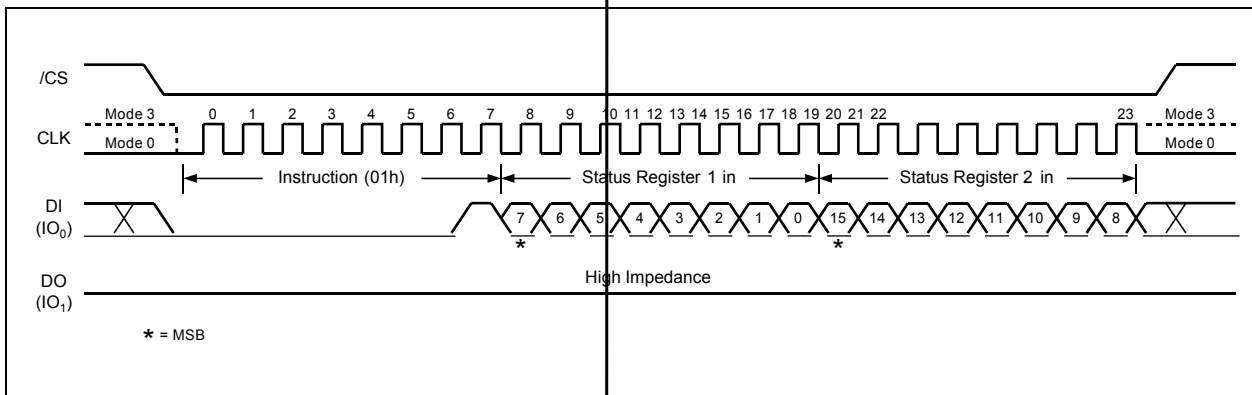 /CS
Mode 3 0 1 2 3 4 5 6 7 8 9 10 11 12 13 14 15 16 17 18 19 20 21 22 23 Mode 3
CLK
Mode 0 Mode 0
Instruction (01h) Status Register 1 in Status Register 2 in
DI
(IO0)
7 6 5 4 3 2 1 0 15 14 13 12 11 10 9 8
* *
High Impedance
DO
(IO1)
* = MSB